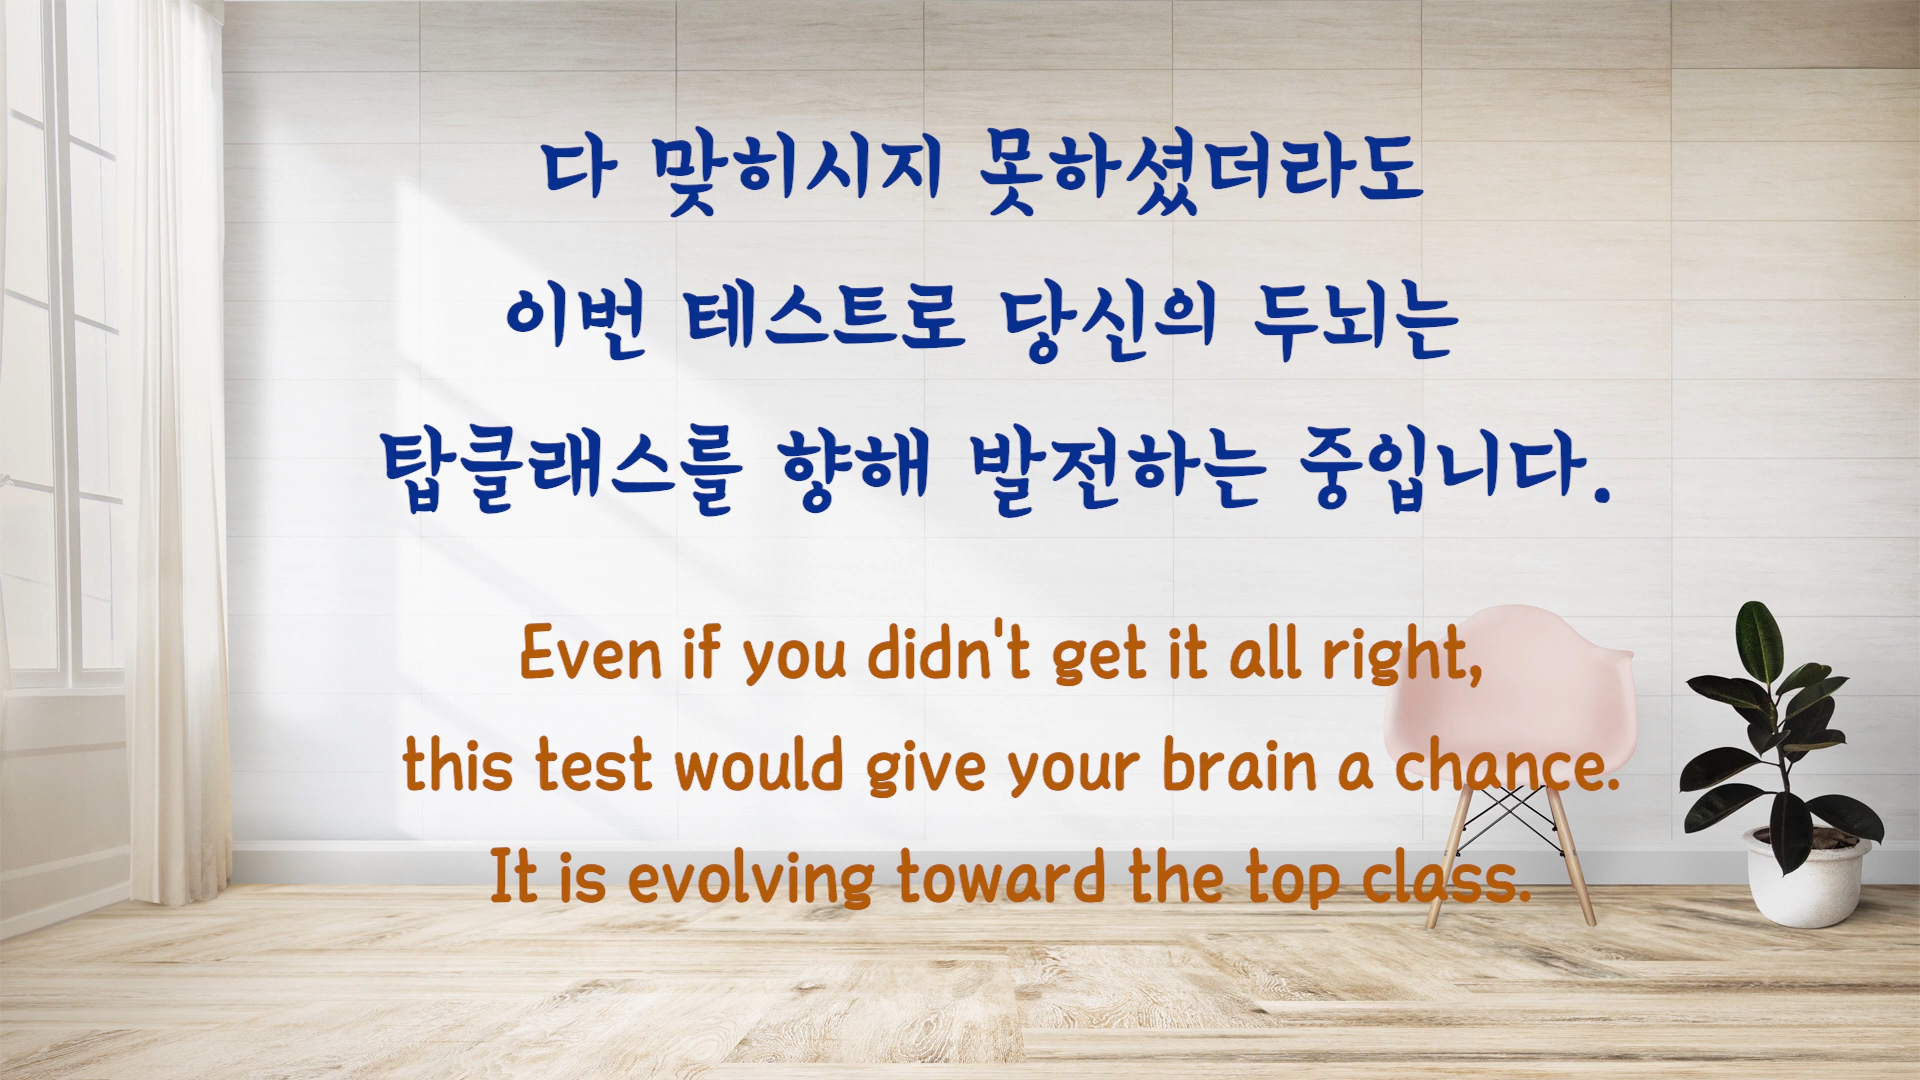 다 맞히시지 못하셨더라도
이번 테스트로 당신의 두뇌는
탑클래스를 향해 발전하는 중입니다.
Even if you didn't get it all right,
this test would give your brain a chance.
It is evolving toward the top class.